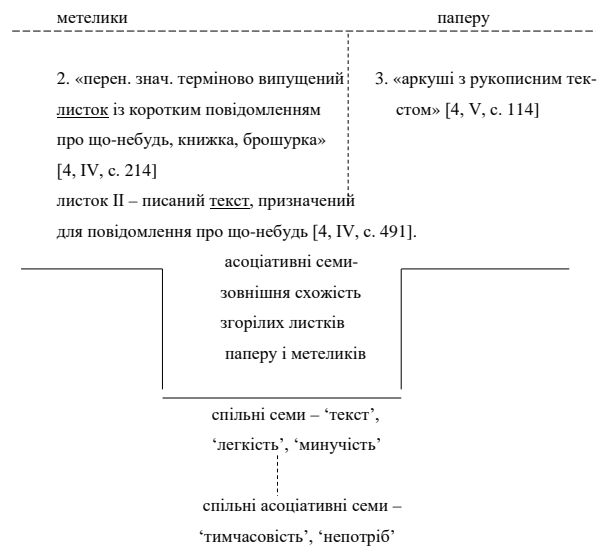 метелики паперу
2. «перен. знач. терміново випущений
листок із коротким повідомленням
про що-небудь, книжка, брошурка»
[4, IV, с. 214]
3. «аркуші з рукописним тек-
стом» [4, V, с. 114]
листок II – писаний текст, призначений
для повідомлення про що-небудь [4, IV, с. 491].
асоціативні семи-
зовнішня схожість
згорілих листків
паперу і метеликів
спільні семи – ‘текст’,
‘легкість’, ‘минучість’
спільні асоціативні семи –
‘тимчасовість’, ‘непотріб’